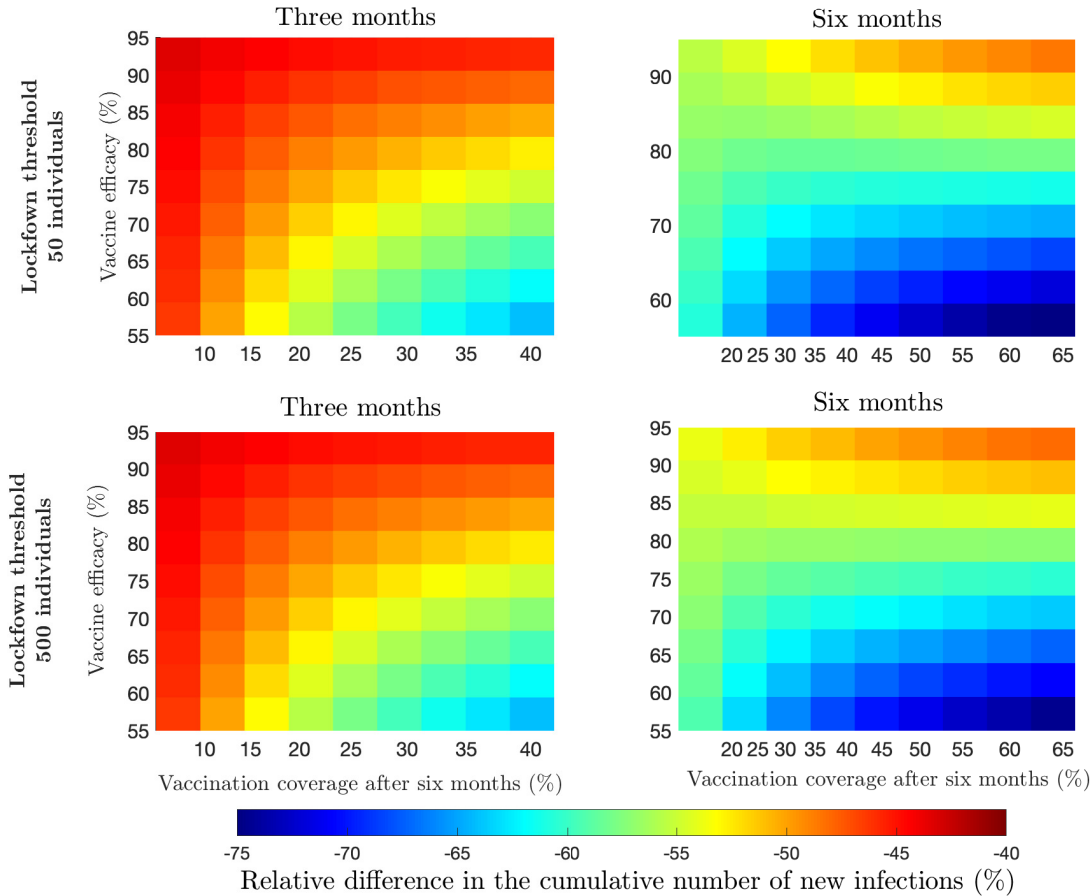 Three months
Six months
Lockfown threshold
50 individuals
Vaccine efficacy (%)
95
90
85
80
75
70
65
60
55
90
80
70
60
10 15 20 25 30 35 40
20 25 30 35 40 45 50 55 60 65
Three months
Six months
Lockfown threshold
500 individuals
Vaccine efficacy (%)
95
90
85
80
75
70
65
60
55
95
90
85
80
75
70
65
60
55
10 15 20 25 30 35 40
20 25 30 35 40 45 50 55 60 65
Vaccination coverage after six months (%)
Vaccination coverage after six months (%)
-75 -70 -65 -60 -55 -50 -45 -40
Relative difference in the cumulative number of new infections (%)